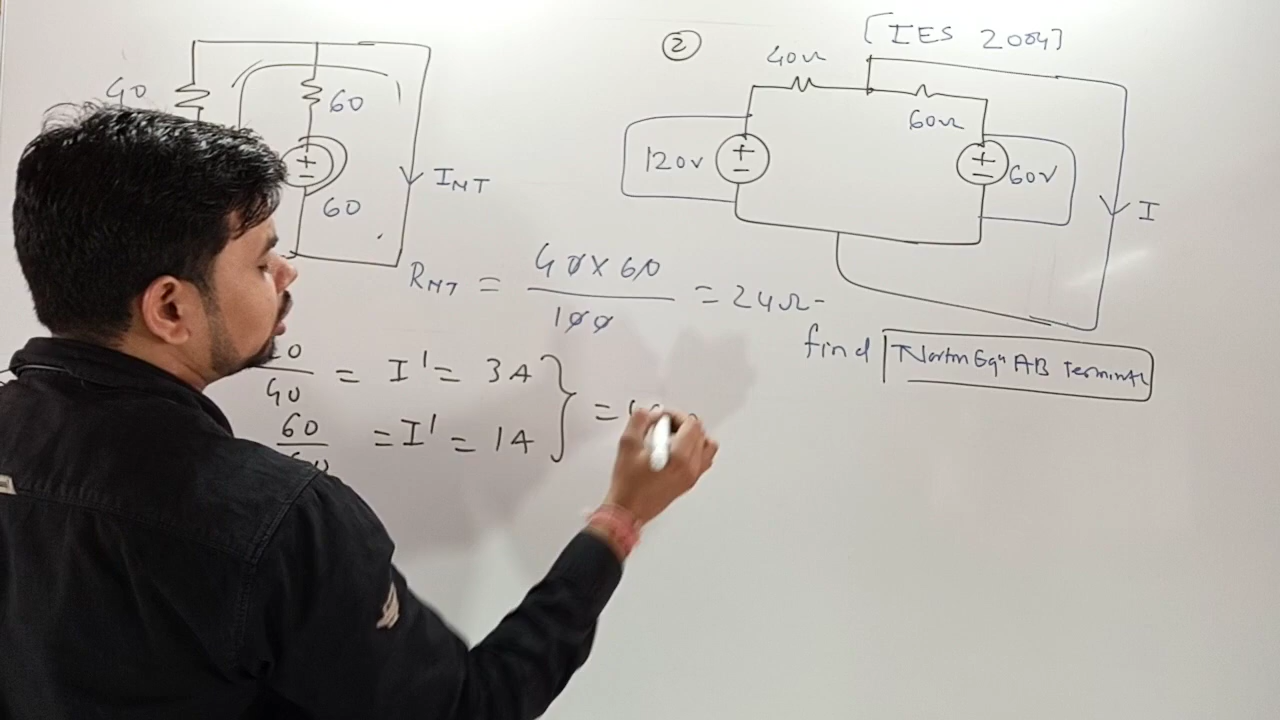 40
60
60
I_NT
② [IES 2004]
40Ω
60Ω
120v
60v
I
R_NT = 40×60 / 100 = 24Ω
find Norton Eqn AB Terminal
40 = I' = 3A
60 = I' = 1A
=